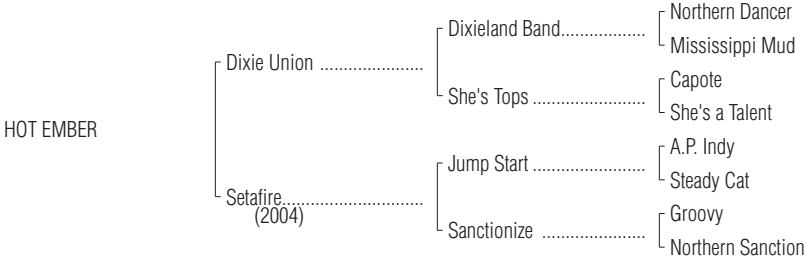 Northern Dancer
Dixieland Band....................
Mississippi Mud
Dixie Union .......................
Capote
She's Tops .........................
She's a Talent
HOT EMBER
A.P. Indy
Jump Start .........................
Steady Cat
Setafire................................
(2004)
Groovy
Sanctionize .......................
Northern Sanction